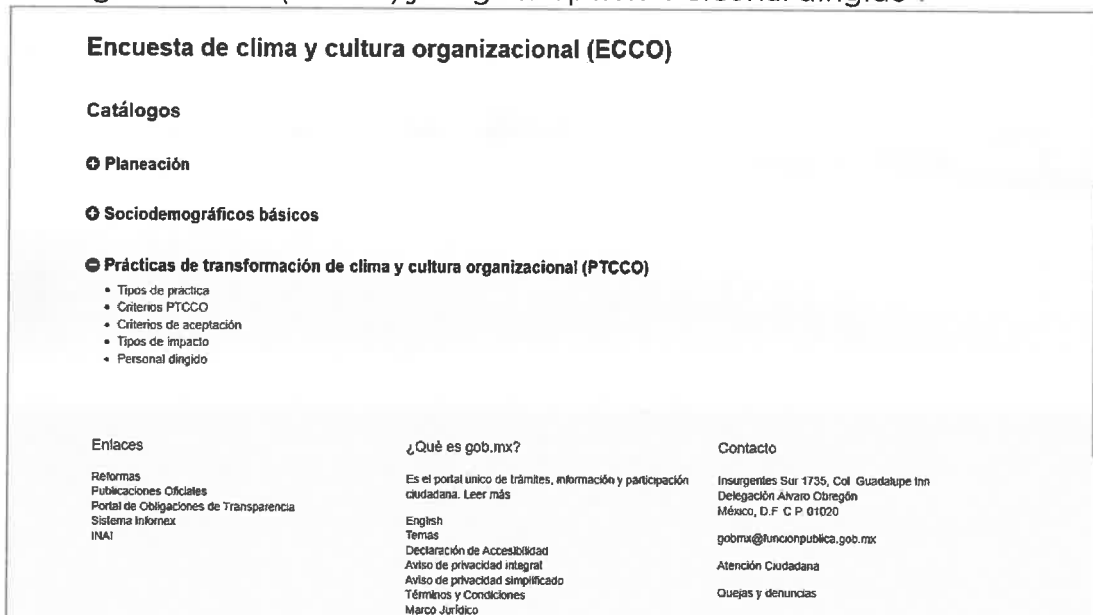 Encuesta de clima y cultura organizacional (ECCO)
Catálogos
Planeación
Sociodemográficos básicos
Prácticas de transformación de clima y cultura organizacional (PTCCO)
• Tipos de práctica
• Criterios PTCCO
• Criterios de aceptación
• Tipos de impacto
• Personal dirigido
Enlaces
Reformas
Publicaciones Oficiales
Portal de Obligaciones de Transparencia
Sistema Infomex
INAI
¿Qué es gob.mx?
Es el portal único de trámites, información y participación
ciudadana. Leer más
English
Temas
Declaración de Accesibilidad
Aviso de privacidad integral
Aviso de privacidad simplificado
Términos y Condiciones
Marco Jurídico
Contacto
Insurgentes Sur 1735, Col. Guadalupe Inn
Delegación Álvaro Obregón
México, D.F. C.P. 01020
gobmx@funcionpublica.gob.mx
Atención Ciudadana
Quejas y denuncias